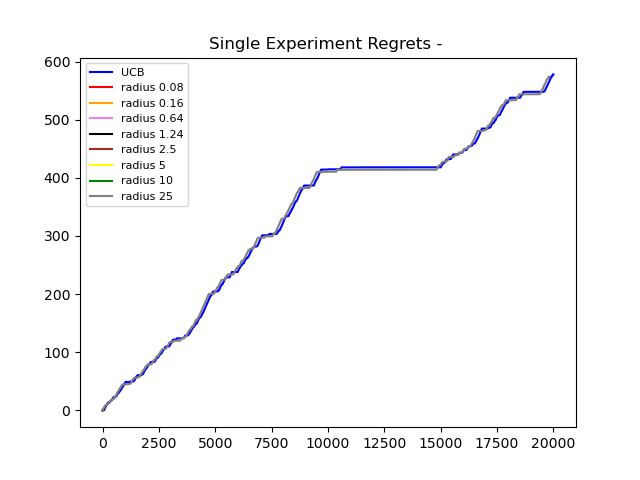 Single Experiment Regrets -
600
500
400
300
200
100
0
UCB
radius 0.08
radius 0.16
radius 0.64
radius 1.24
radius 2.5
radius 5
radius 10
radius 25
0 2500 5000 7500 10000 12500 15000 17500 20000